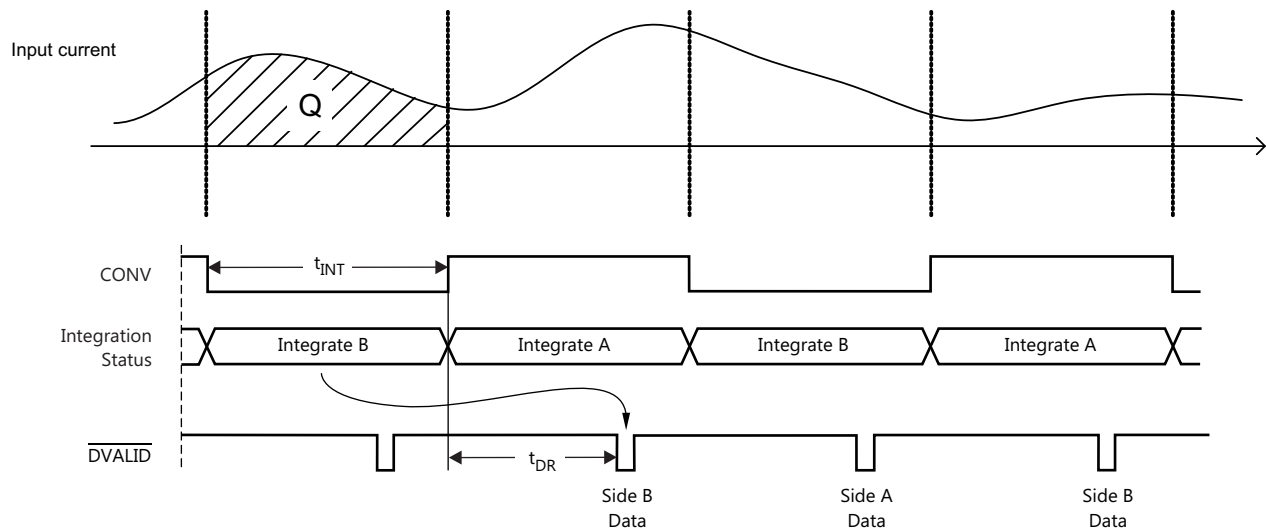 Input current
Q
CONV
tINT
Integration
Status
Integrate B
Integrate A
Integrate B
Integrate A
DVALID
tDR
Side B
Data
Side A
Data
Side B
Data